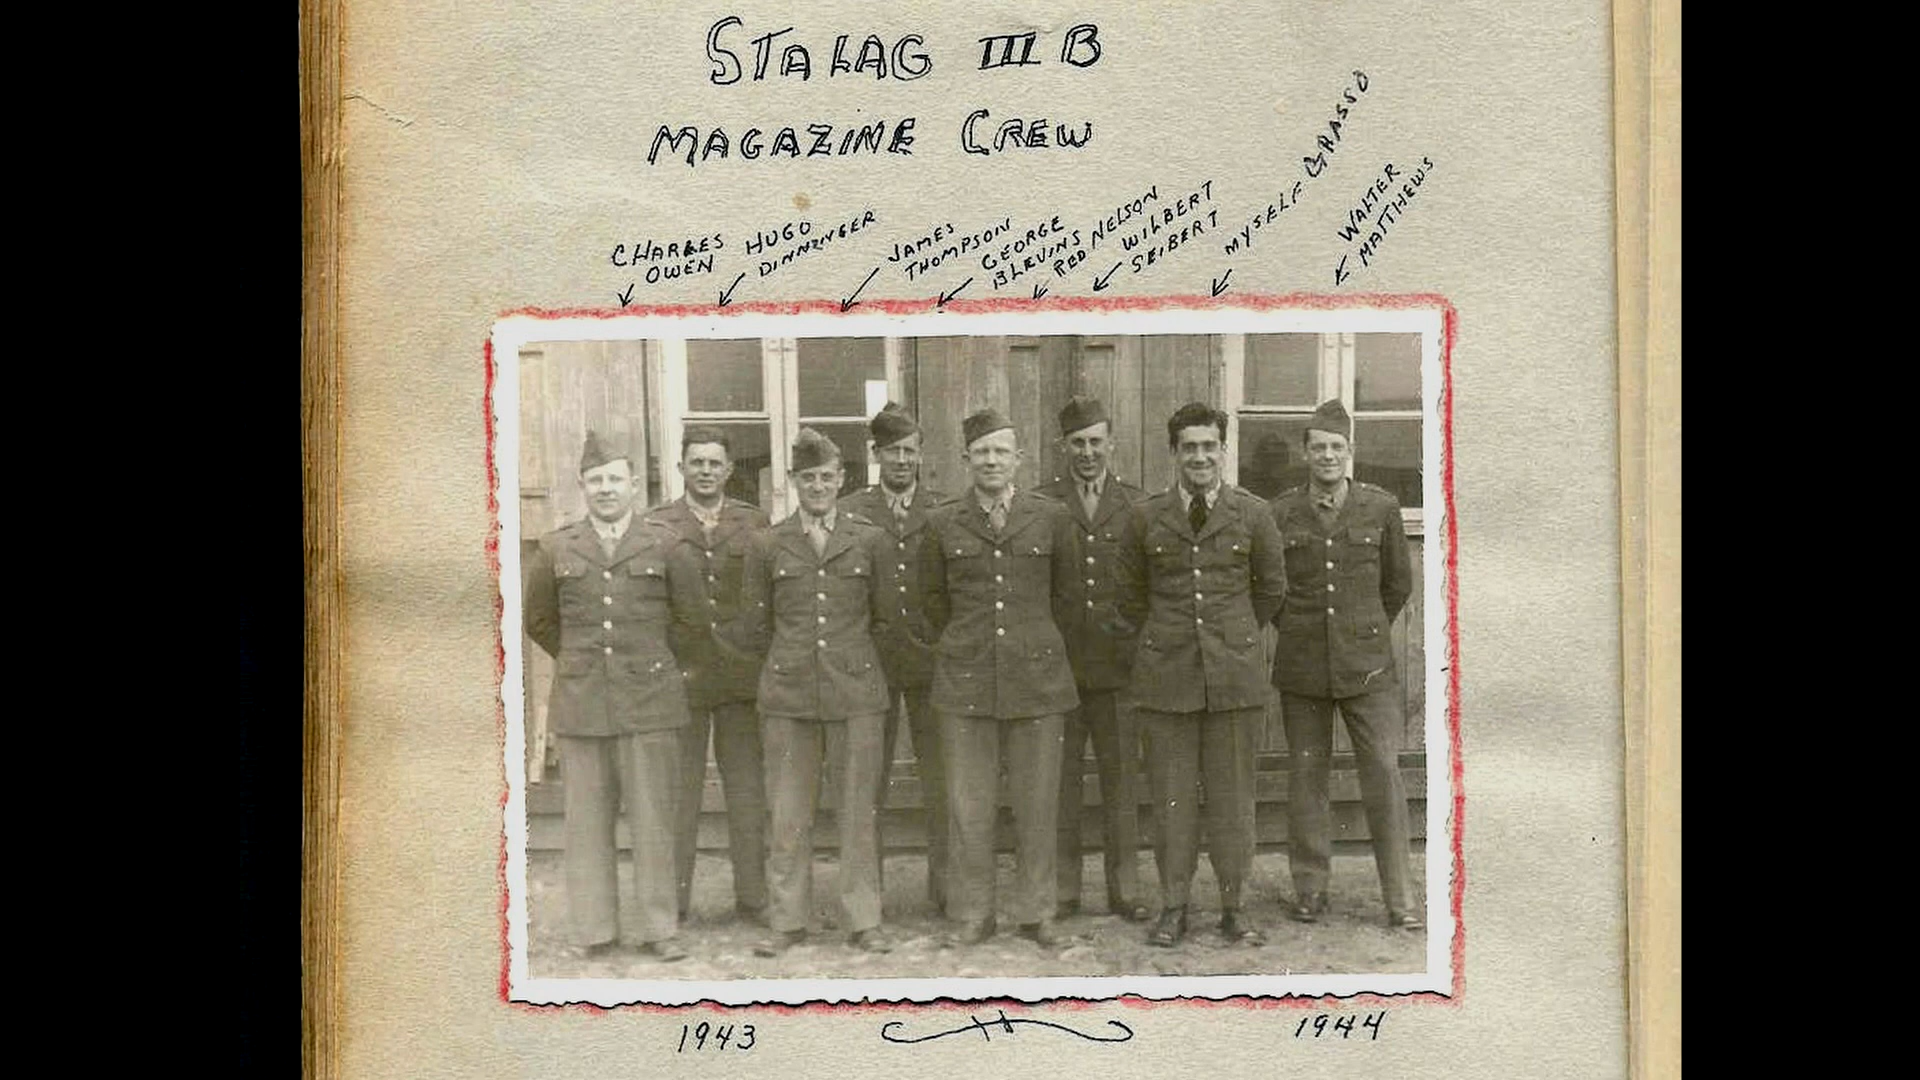 STALAG III B
MAGAZINE CREW
CHARLES
OWEN
HUGO
DINNZINGER
JAMES
THOMPSON
GEORGE
BLEVINS
RED NELSON
WILBERT
SEIBERT
MYSELF GRASSO
WALTER
MATTHEWS
1943
1944